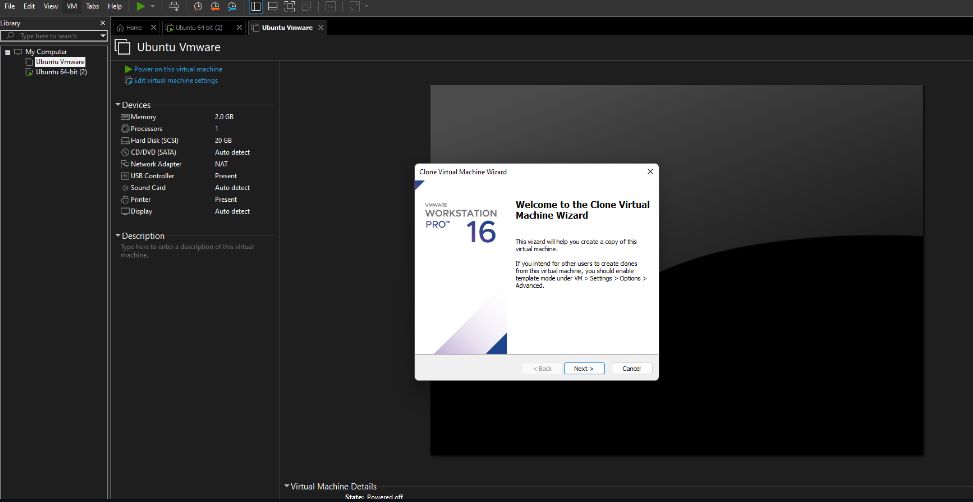 File Edit View VM Tabs Help
Library
Type here to search
My Computer
Ubuntu Vmware
Ubuntu 64-bit (2)
Home
Ubuntu 64-bit (2)
Ubuntu Vmware
Ubuntu Vmware
Power on this virtual machine
Edit virtual machine settings
Devices
Memory 2.0 GB
Processors 1
Hard Disk (SCSI) 20 GB
CD/DVD (SATA) Auto detect
Network Adapter NAT
USB Controller Present
Sound Card Auto detect
Printer Present
Display Auto detect
Description
Type here to enter a description of this virtual
machine.
Clone Virtual Machine Wizard
VMWARE
WORKSTATION
PRO™ 16
Welcome to the Clone Virtual
Machine Wizard
This wizard will help you create a copy of this
virtual machine.
If you intend for other users to create clones
from this virtual machine, you should enable
template mode under VM > Settings > Options >
Advanced.
< Back Next > Cancel
Virtual Machine Details
State: Powered off